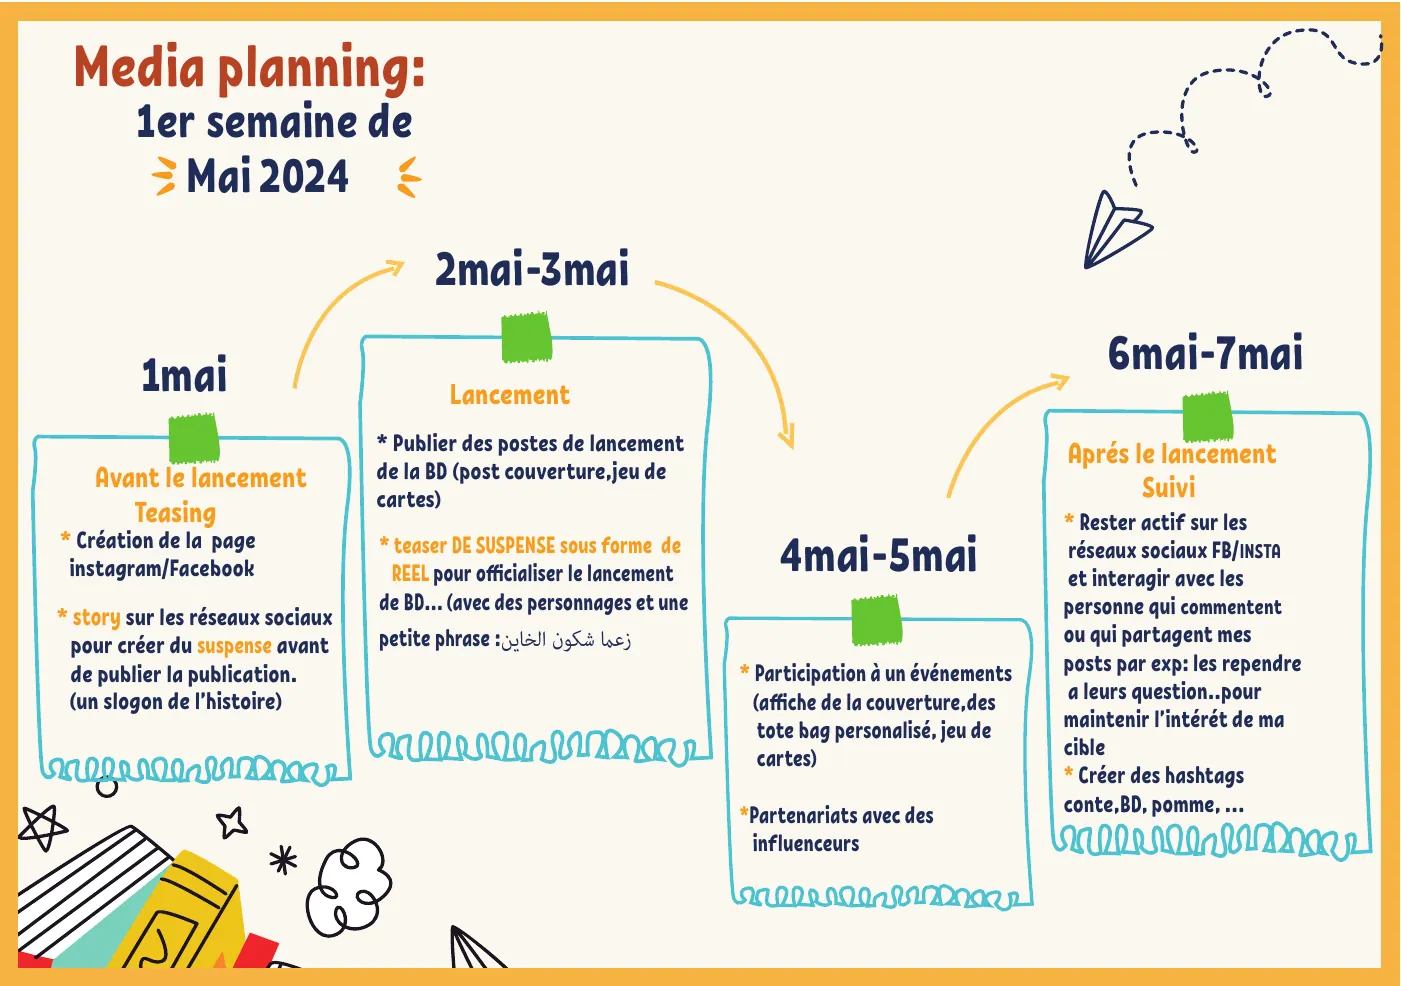 Media planning:
1er semaine de
Mai 2024
1mai
Avant le lancement
Teasing
* Création de la page
instagram/Facebook
* story sur les réseaux sociaux
pour créer du suspense avant
de publier la publication.
(un slogon de l'histoire)
2mai-3mai
Lancement
* Publier des postes de lancement
de la BD (post couverture,jeu de
cartes)
* teaser DE SUSPENSE sous forme de
REEL pour officialiser le lancement
de BD... (avec des personnages et une
petite phrase :زعما شكون الخاين
4mai-5mai
* Participation à un événements
(affiche de la couverture,des
tote bag personalisé, jeu de
cartes)
*Partenariats avec des
influenceurs
6mai-7mai
Aprés le lancement
Suivi
* Rester actif sur les
réseaux sociaux FB/INSTA
et interagir avec les
personne qui commentent
ou qui partagent mes
posts par exp: les rependre
a leurs question..pour
maintenir l'intérét de ma
cible
* Créer des hashtags
conte,BD, pomme, ...